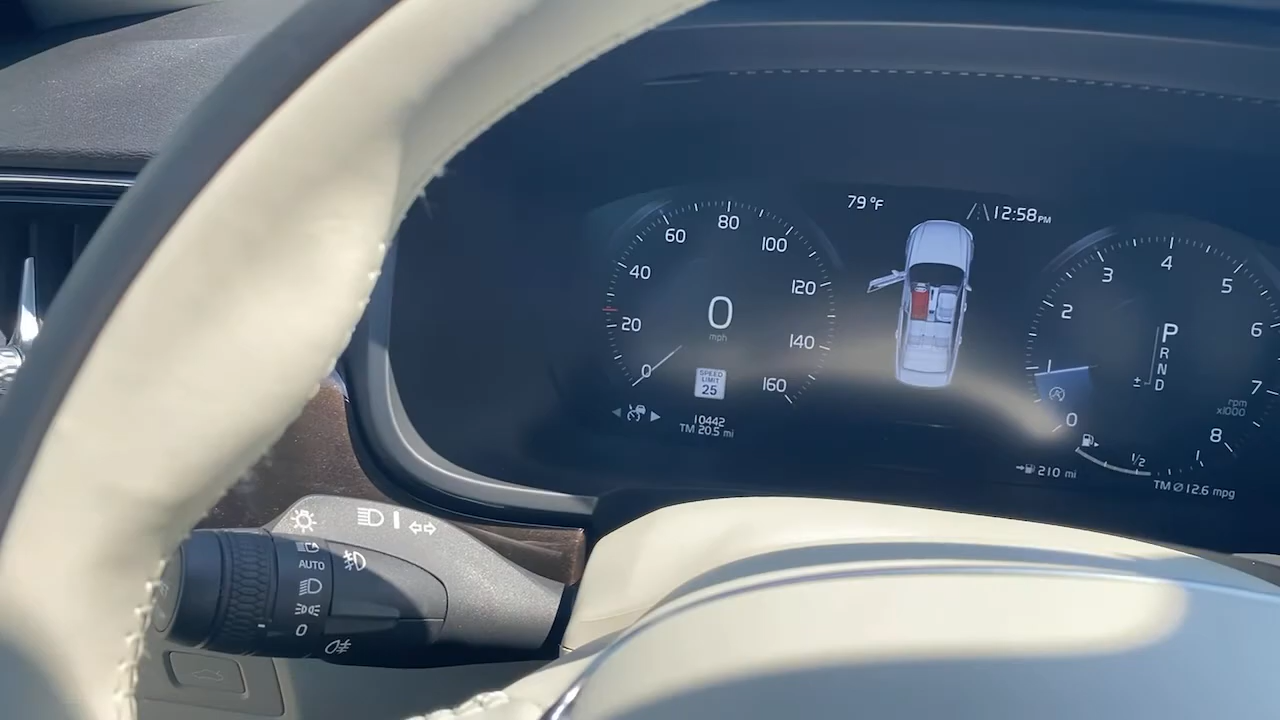 79 °F
12:58PM
0
20
40
60
80
100
120
140
160
0
mph
SPEED
LIMIT
25
10442
TM 20.5 mi
0
1
2
3
4
5
6
7
8
rpm
x1000
P
R
N
± D
1/2
1
210 mi
TM ∅ 12.6 mpg
AUTO
0